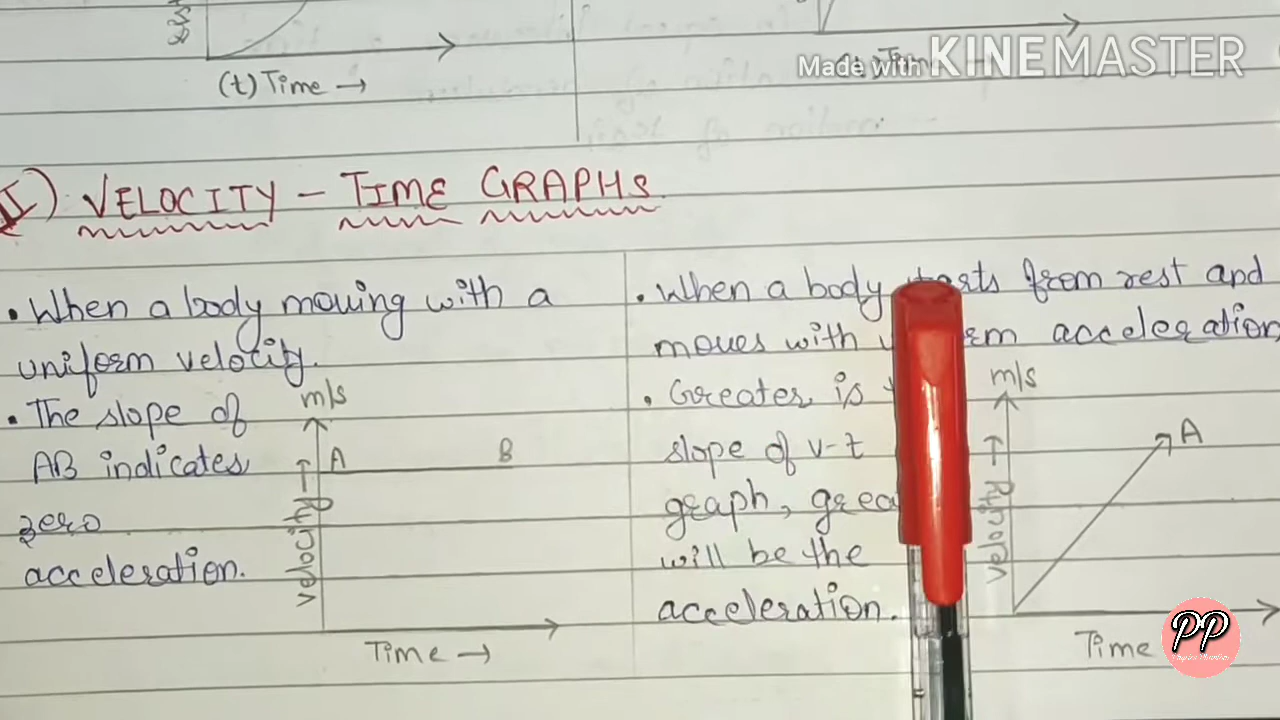 (t) Time →
Time
Made with KINEMASTER
VELOCITY - TIME GRAPHS
• When a body moving with a
uniform velocity.
• The slope of
AB indicates
zero
acceleration.
m/s
A
B
velocity →
Time →
• When a body from rest and
moves with acceleration
• Greater is
slope of v-t
graph,
will be the
acceleration.
m/s
A
velocity →
Time
PP